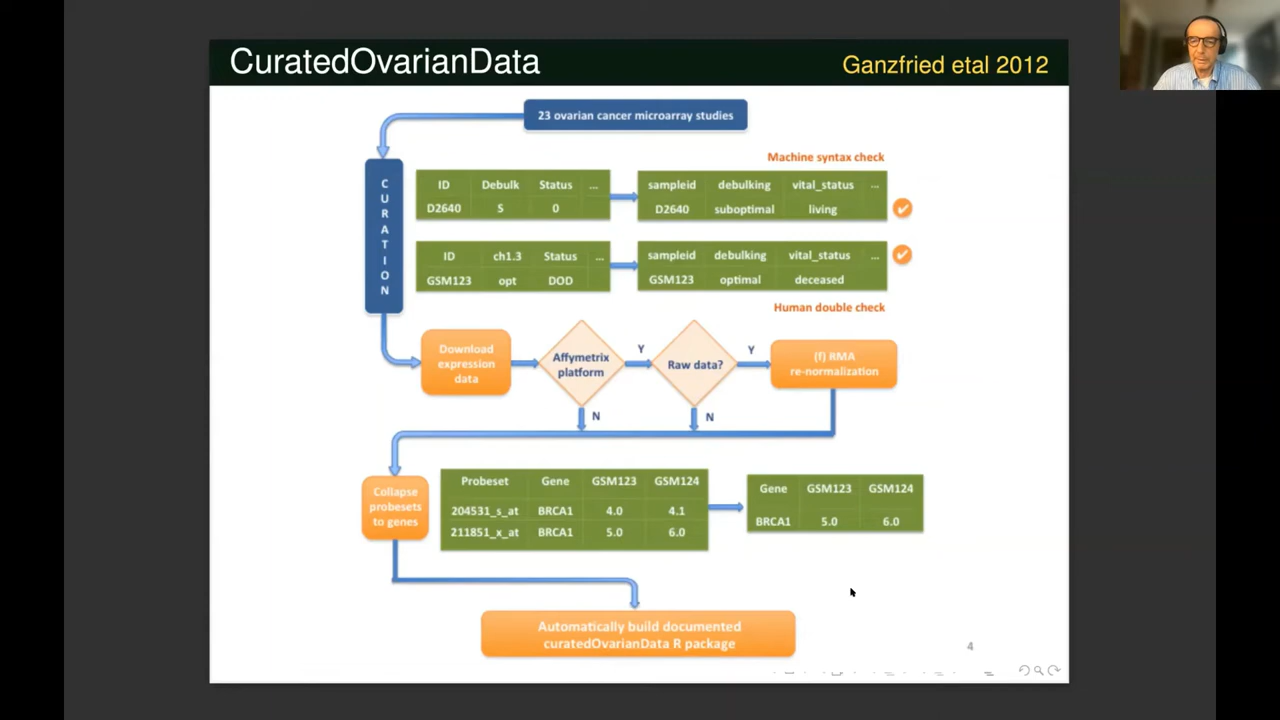 CuratedOvarianData
Ganzfried etal 2012
23 ovarian cancer microarray studies
CURATION
Machine syntax check
ID Debulk Status ...
D2640 S 0
sampleid debulking vital_status ...
D2640 suboptimal living
ID ch1.3 Status ...
GSM123 opt DOD
sampleid debulking vital_status ...
GSM123 optimal deceased
Human double check
Download
expression
data
Affymetrix
platform
Y
N
Raw data?
Y
N
(f) RMA
re-normalization
Collapse
probesets
to genes
Probeset Gene GSM123 GSM124
204531_s_at BRCA1 4.0 4.1
211851_x_at BRCA1 5.0 6.0
Gene GSM123 GSM124
BRCA1 5.0 6.0
Automatically build documented
curatedOvarianData R package
4